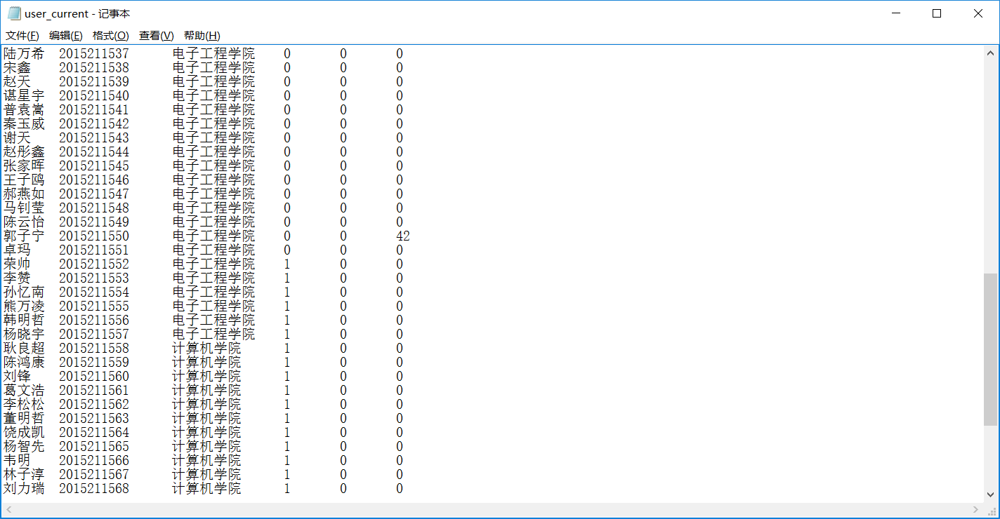 user_current - 记事本
文件(F) 编辑(E) 格式(O) 查看(V) 帮助(H)
陆万希 2015211537 电子工程学院 0 0 0
宋鑫 2015211538 电子工程学院 0 0 0
赵天 2015211539 电子工程学院 0 0 0
谌星宇 2015211540 电子工程学院 0 0 0
普袁嵩 2015211541 电子工程学院 0 0 0
秦玉威 2015211542 电子工程学院 0 0 0
谢天 2015211543 电子工程学院 0 0 0
赵彤鑫 2015211544 电子工程学院 0 0 0
张家晖 2015211545 电子工程学院 0 0 0
王子鸥 2015211546 电子工程学院 0 0 0
郝燕如 2015211547 电子工程学院 0 0 0
马钊莹 2015211548 电子工程学院 0 0 0
陈云怡 2015211549 电子工程学院 0 0 0
郭子宁 2015211550 电子工程学院 0 0 42
卓玛 2015211551 电子工程学院 0 0 0
荣帅 2015211552 电子工程学院 1 0 0
李赞 2015211553 电子工程学院 1 0 0
孙忆南 2015211554 电子工程学院 1 0 0
熊万凌 2015211555 电子工程学院 1 0 0
韩明哲 2015211556 电子工程学院 1 0 0
杨晓宇 2015211557 电子工程学院 1 0 0
耿良超 2015211558 计算机学院 1 0 0
陈鸿康 2015211559 计算机学院 1 0 0
刘锋 2015211560 计算机学院 1 0 0
葛文浩 2015211561 计算机学院 1 0 0
李松松 2015211562 计算机学院 1 0 0
董明哲 2015211563 计算机学院 1 0 0
饶成凯 2015211564 计算机学院 1 0 0
杨智先 2015211565 计算机学院 1 0 0
韦明 2015211566 计算机学院 1 0 0
林子淳 2015211567 计算机学院 1 0 0
刘力瑞 2015211568 计算机学院 1 0 0